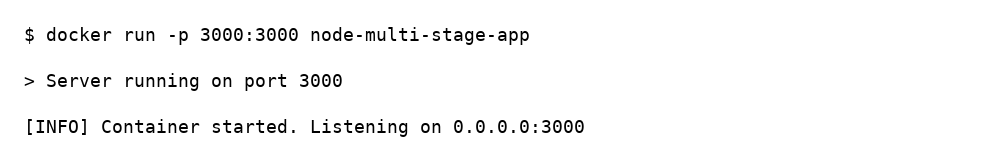 $ docker run -p 3000:3000 node-multi-stage-app
> Server running on port 3000
[INFO] Container started. Listening on 0.0.0.0:3000